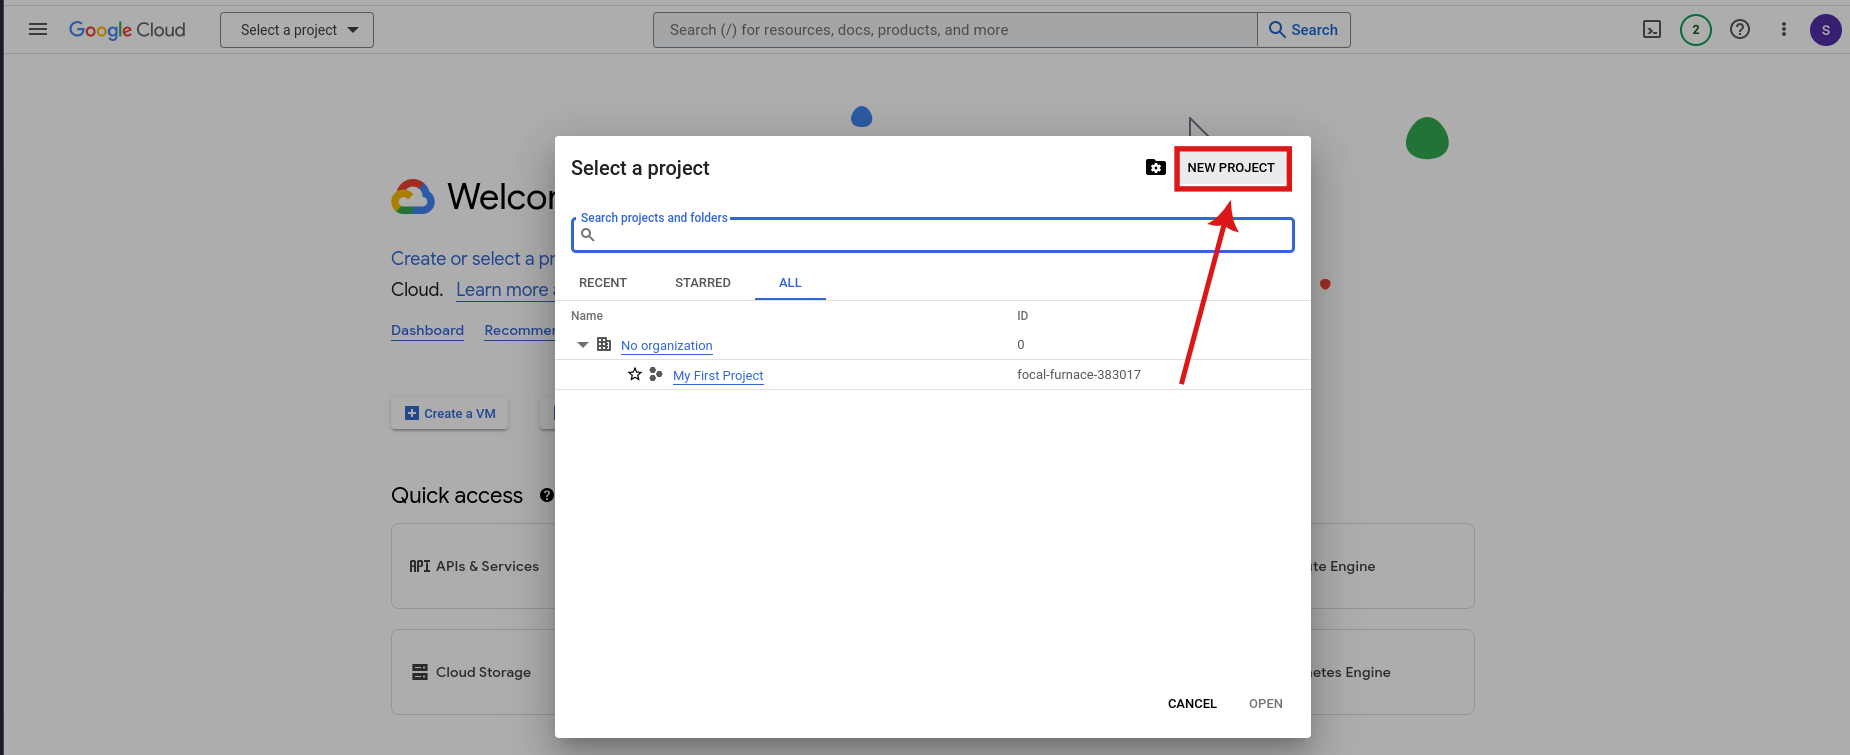 Google Cloud
Select a project
Search (/) for resources, docs, products, and more
Search
2
S
Welcor
Create or select a pr
Cloud. Learn more
Dashboard
Recommer
Create a VM
Quick access
API APIs & Services
te Engine
Cloud Storage
etes Engine
Select a project
NEW PROJECT
Search projects and folders
RECENT
STARRED
ALL
Name
ID
No organization
0
My First Project
focal-furnace-383017
CANCEL
OPEN